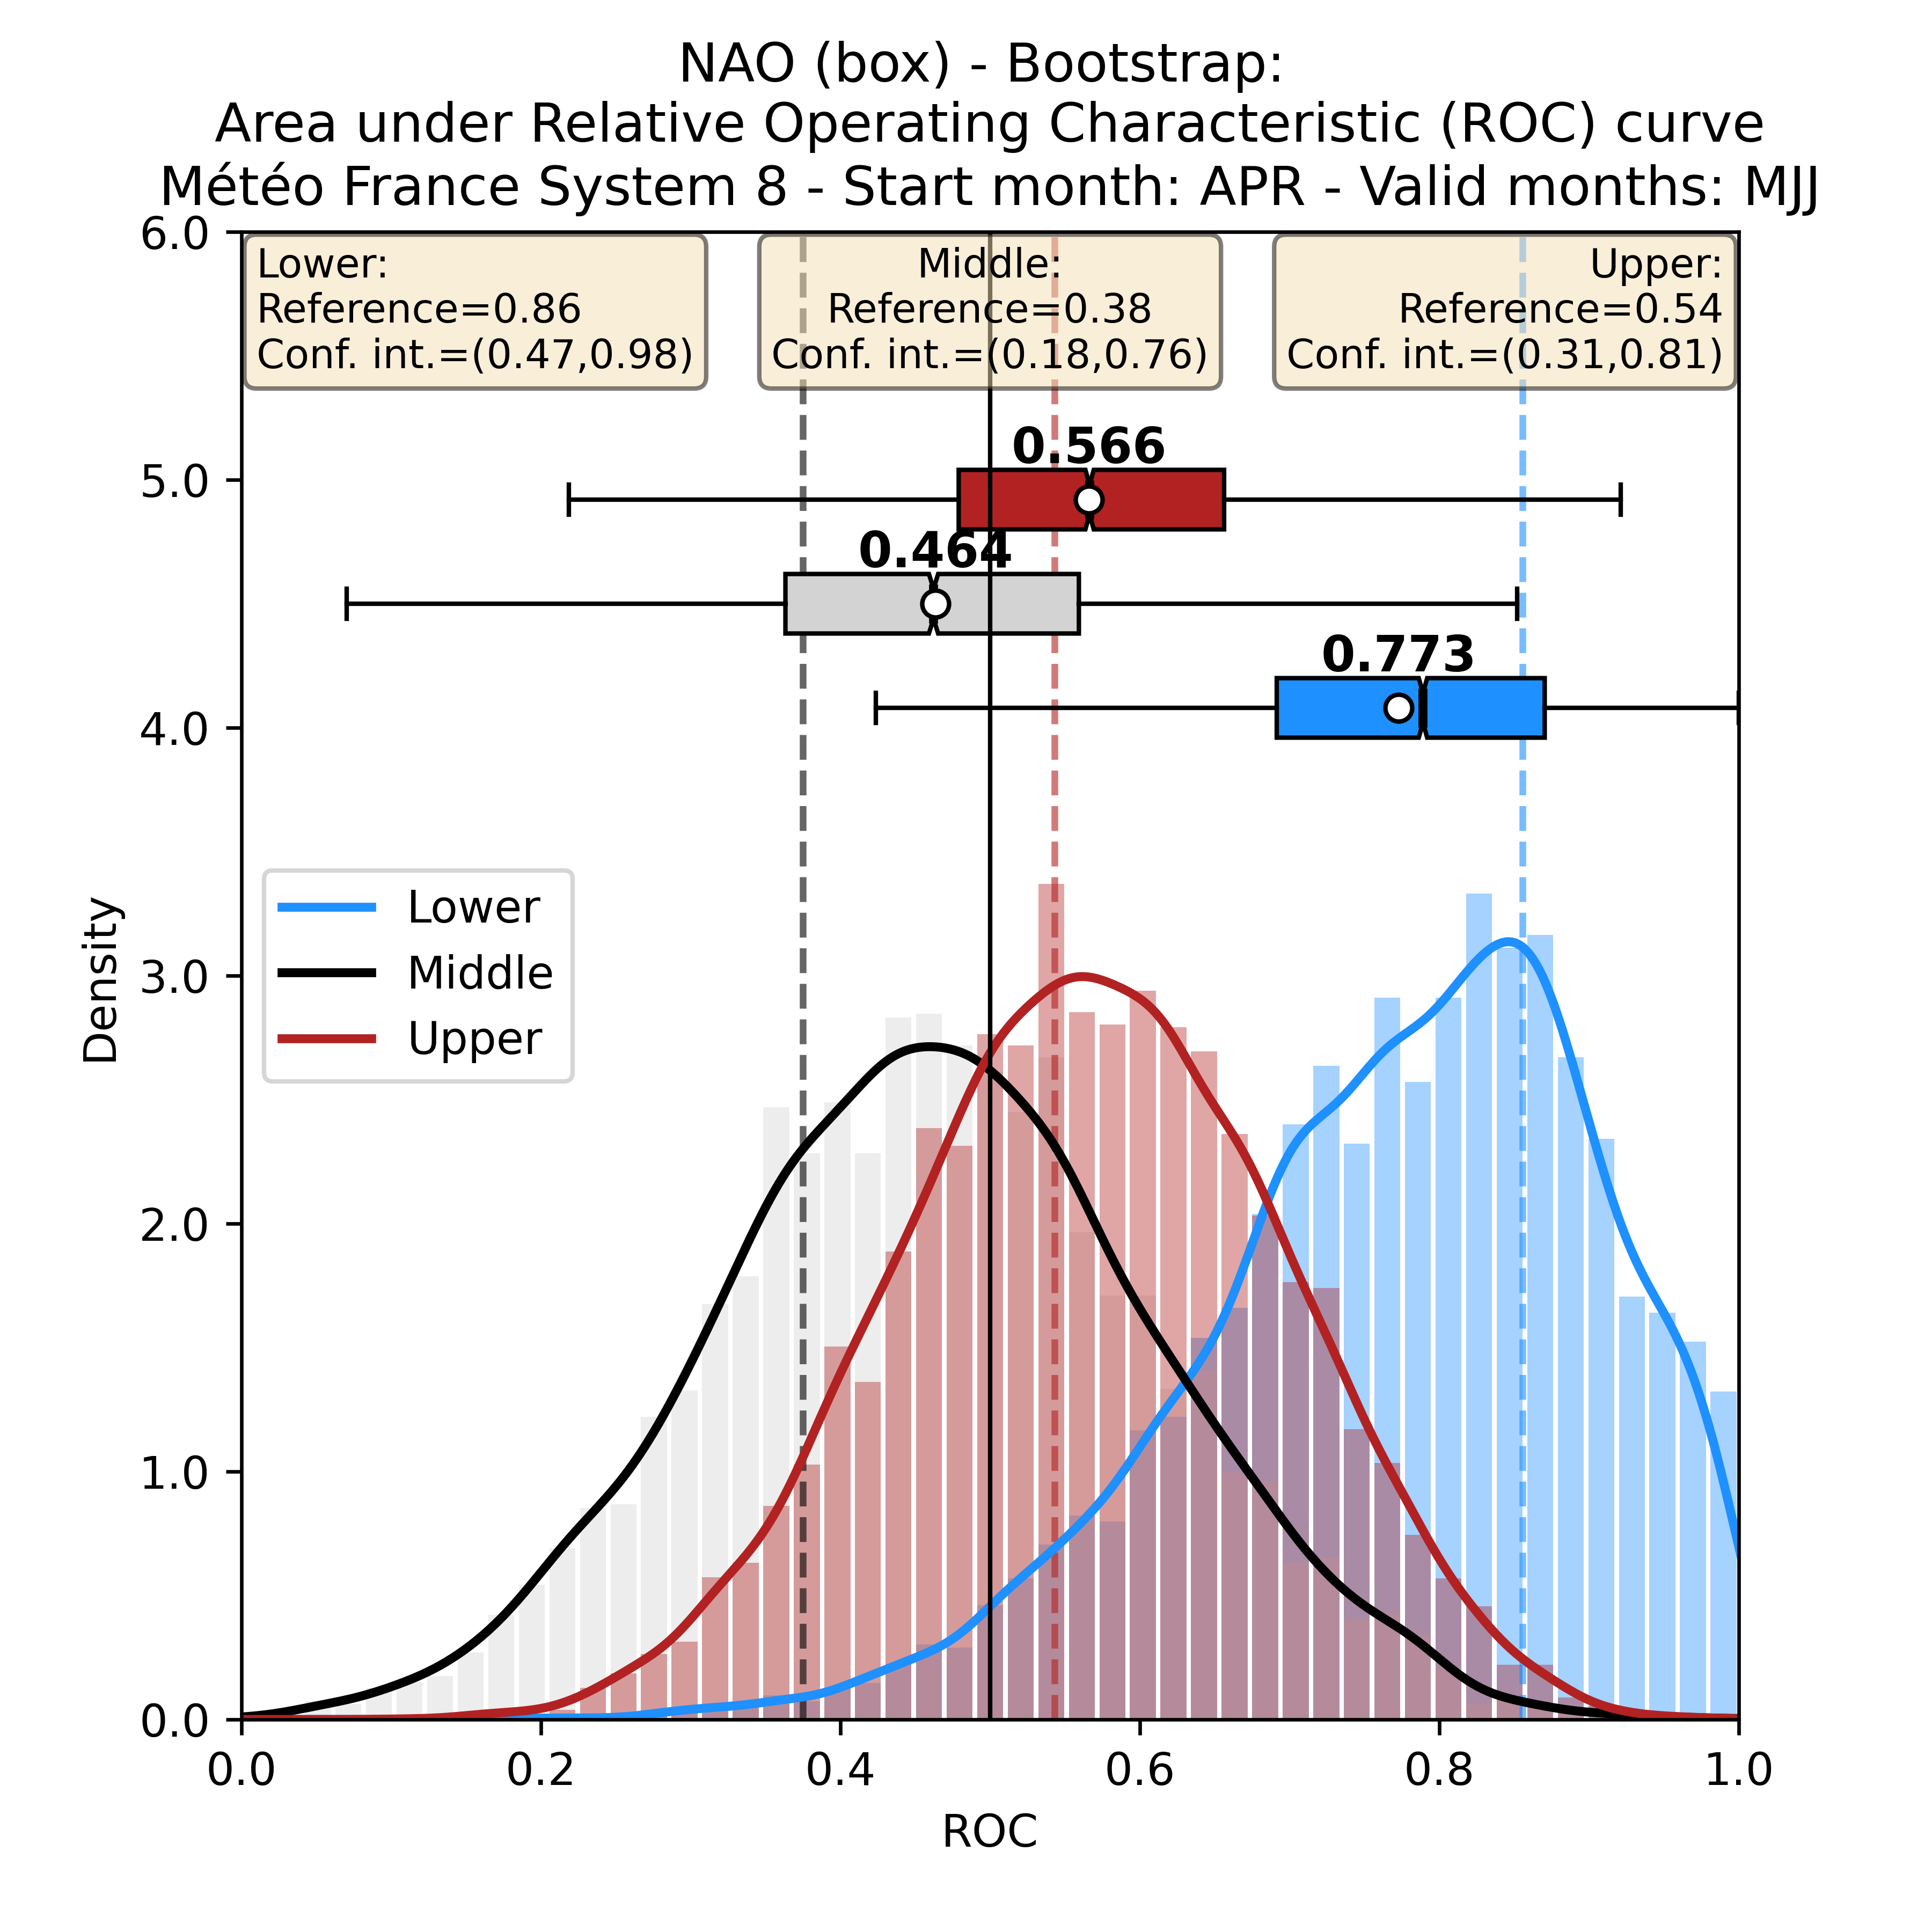 NAO (box) - Bootstrap:
Area under Relative Operating Characteristic (ROC) curve
Météo France System 8 - Start month: APR - Valid months: MJJ
6.0
Lower:
Reference=0.86
Conf. int.=(0.47,0.98)
Middle:
Reference=0.38
Conf. int.=(0.18,0.76)
Upper:
Reference=0.54
Conf. int.=(0.31,0.81)
0.566
5.0
0.464
0.773
4.0
Lower
Middle
Upper
Density
3.0
2.0
1.0
0.0
0.0
0.2
0.4
0.6
0.8
1.0
ROC